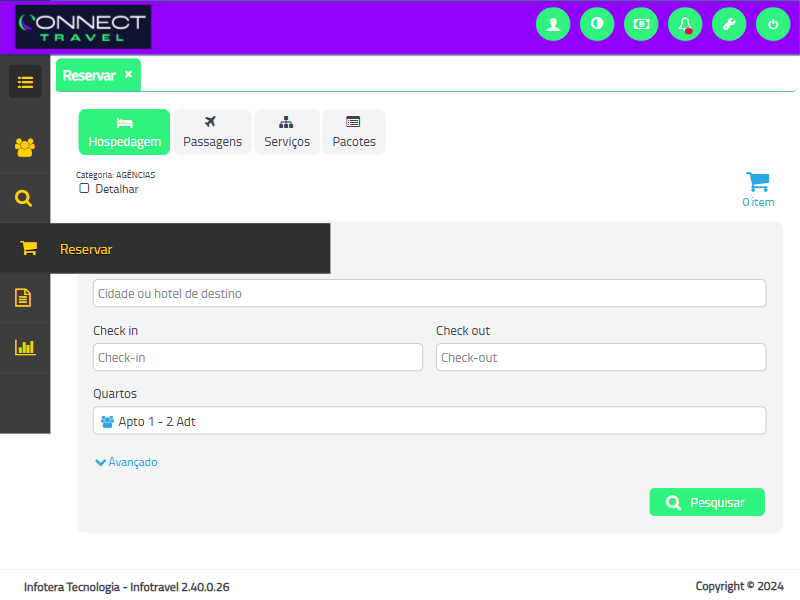 CONNECT
TRAVEL
Reservar ×
Hospedagem
Passagens
Serviços
Pacotes
Categoria: AGÊNCIAS
Detalhar
0 item
Reservar
Cidade ou hotel de destino
Check in
Check out
Check-in
Check-out
Quartos
Apto 1 - 2 Adt
Avançado
Pesquisar
Infotera Tecnologia - Infotravel 2.40.0.26
Copyright © 2024